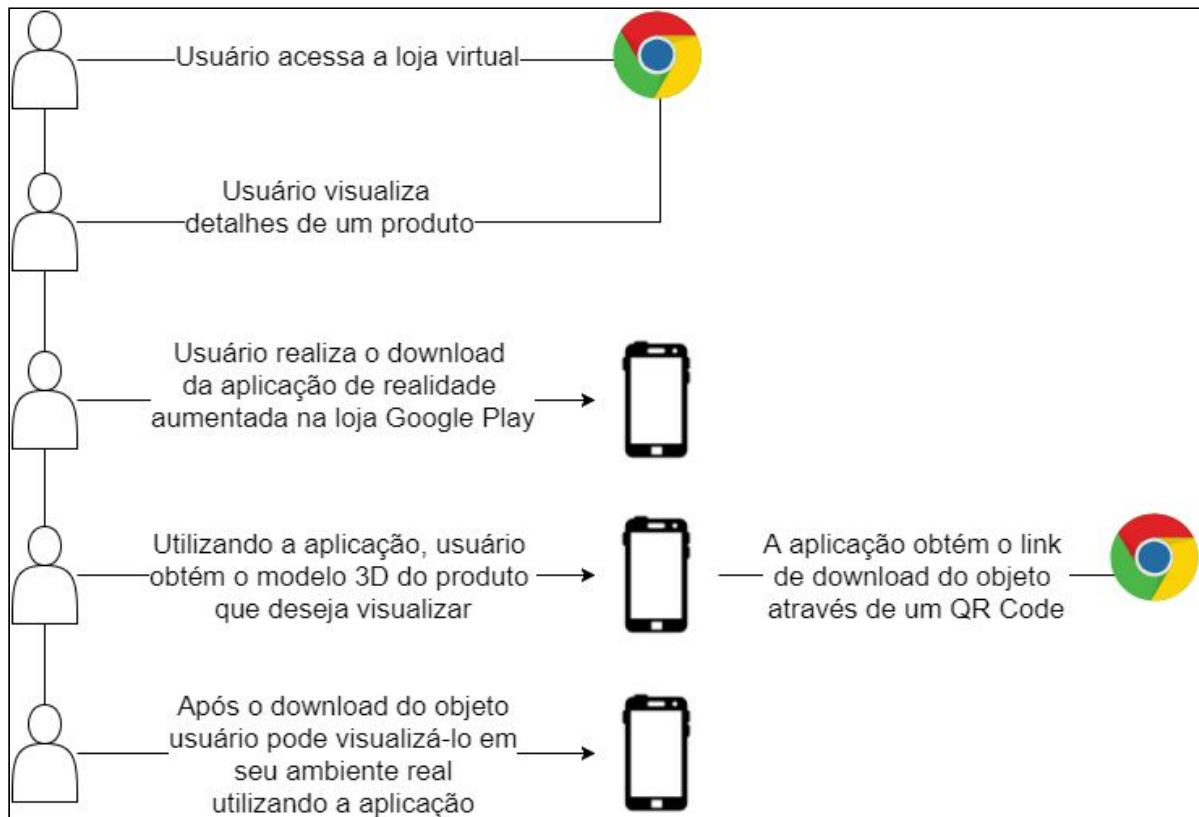 Usuário acessa a loja virtual
Usuário visualiza
detalhes de um produto
Usuário realiza o download
da aplicação de realidade
aumentada na loja Google Play
Utilizando a aplicação, usuário
obtém o modelo 3D do produto
que deseja visualizar
A aplicação obtém o link
de download do objeto
através de um QR Code
Após o download do objeto
usuário pode visualizá-lo em
seu ambiente real
utilizando a aplicação